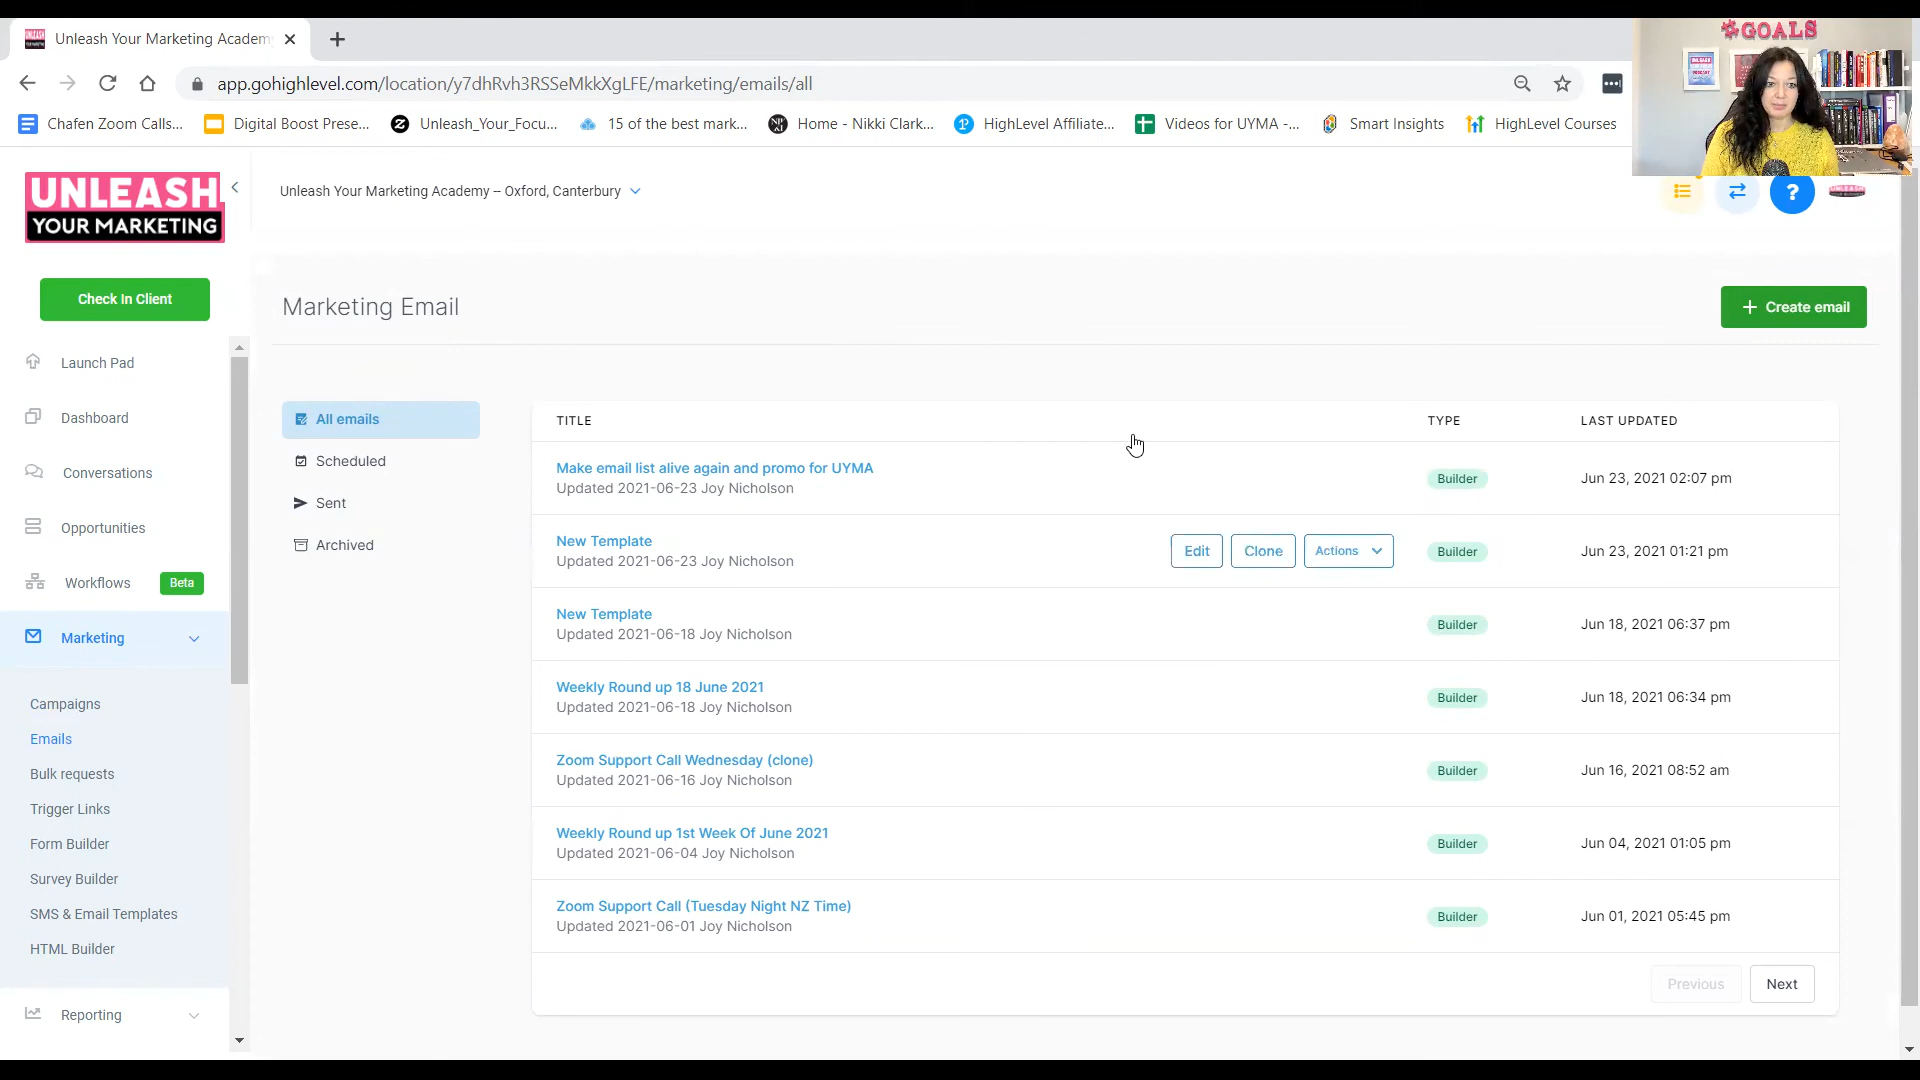 Unleash Your Marketing Academ
app.gohighlevel.com/location/y7dhRvh3RSSeMkkXgLFE/marketing/emails/all
Chafen Zoom Calls...
Digital Boost Prese...
Unleash_Your_Focu...
15 of the best mark...
Home - Nikki Clark...
HighLevel Affiliate...
Videos for UYMA -...
Smart Insights
HighLevel Courses
GOALS
UNLEASH
YOUR MARKETING
Unleash Your Marketing Academy -- Oxford, Canterbury
Check In Client
Launch Pad
Dashboard
Conversations
Opportunities
Workflows Beta
Marketing
Campaigns
Emails
Bulk requests
Trigger Links
Form Builder
Survey Builder
SMS & Email Templates
HTML Builder
Reporting
Marketing Email
+ Create email
All emails
Scheduled
Sent
Archived
TITLE TYPE LAST UPDATED
Make email list alive again and promo for UYMA
Updated 2021-06-23 Joy Nicholson
Builder Jun 23, 2021 02:07 pm
New Template
Updated 2021-06-23 Joy Nicholson
Edit Clone Actions Builder Jun 23, 2021 01:21 pm
New Template
Updated 2021-06-18 Joy Nicholson
Builder Jun 18, 2021 06:37 pm
Weekly Round up 18 June 2021
Updated 2021-06-18 Joy Nicholson
Builder Jun 18, 2021 06:34 pm
Zoom Support Call Wednesday (clone)
Updated 2021-06-16 Joy Nicholson
Builder Jun 16, 2021 08:52 am
Weekly Round up 1st Week Of June 2021
Updated 2021-06-04 Joy Nicholson
Builder Jun 04, 2021 01:05 pm
Zoom Support Call (Tuesday Night NZ Time)
Updated 2021-06-01 Joy Nicholson
Builder Jun 01, 2021 05:45 pm
Previous Next